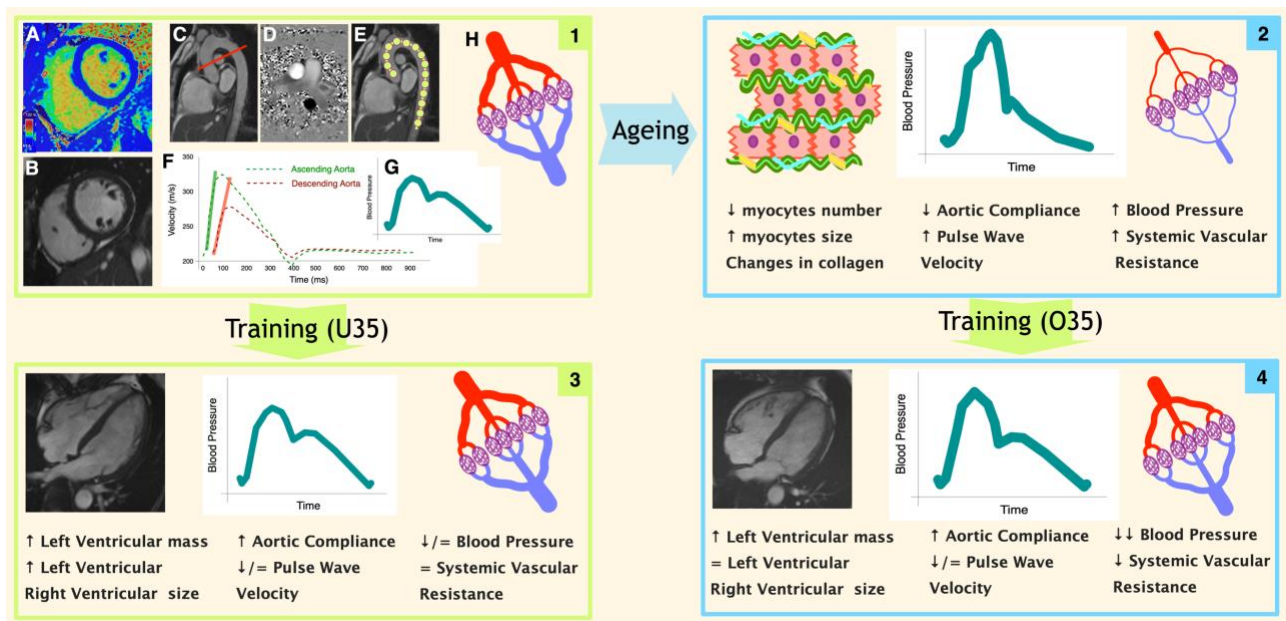 A
B
C
D
E
H
1
F
350
300
250
200
Velocity (m/s)
Ascending Aorta
Descending Aorta
0 100 200 300 400 500 600 700 800 900
Time (ms)
G
Blood Pressure
Time
Ageing
2
Blood Pressure
Time
↓ myocytes number
↑ myocytes size
Changes in collagen
↓ Aortic Compliance
↑ Pulse Wave
Velocity
↑ Blood Pressure
↑ Systemic Vascular
Resistance
Training (U35)
Training (O35)
3
Blood Pressure
Time
↑ Left Ventricular mass
↑ Left Ventricular
Right Ventricular size
↑ Aortic Compliance
↓/= Pulse Wave
Velocity
↓/= Blood Pressure
= Systemic Vascular
Resistance
4
Blood Pressure
Time
↑ Left Ventricular mass
= Left Ventricular
Right Ventricular size
↑ Aortic Compliance
↓/= Pulse Wave
Velocity
↓↓ Blood Pressure
↓ Systemic Vascular
Resistance